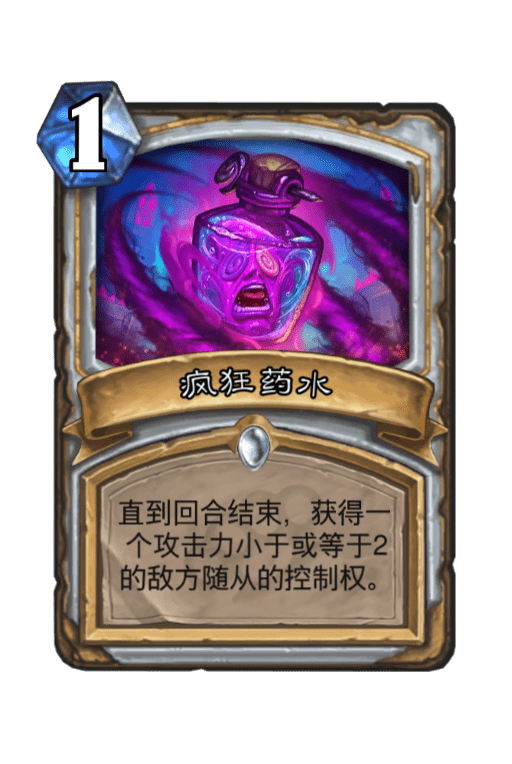 1
疯狂药水
直到回合结束，获得一
个攻击力小于或等于2
的敌方随从的控制权。